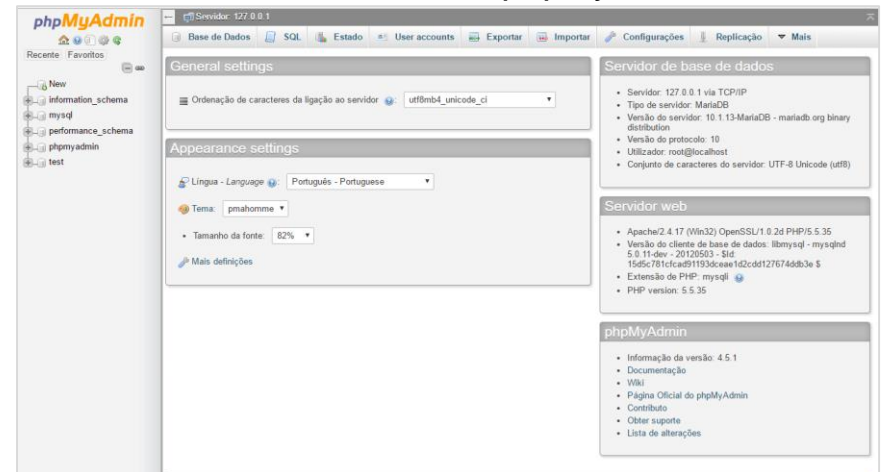 phpMyAdmin
Recente Favoritos
New
information_schema
mysql
performance_schema
phpmyadmin
test
Servidor: 127.0.0.1
Base de Dados SQL Estado User accounts Exportar Importar Configurações Replicação Mais
General settings
Ordenação de caracteres da ligação ao servidor : utf8mb4_unicode_ci
Appearance settings
Língua - Language : Português - Portuguese
Tema: pmahomme
• Tamanho da fonte: 82%
Mais definições
Servidor de base de dados
• Servidor: 127.0.0.1 via TCP/IP
• Tipo de servidor: MariaDB
• Versão do servidor: 10.1.13-MariaDB - mariadb.org binary
distribution
• Versão do protocolo: 10
• Utilizador: root@localhost
• Conjunto de caracteres do servidor: UTF-8 Unicode (utf8)
Servidor web
• Apache/2.4.17 (Win32) OpenSSL/1.0.2d PHP/5.5.35
• Versão do cliente de base de dados: libmysql - mysqlnd
5.0.11-dev - 20120503 - $Id:
15d5c781cfcad91193dceae1d2cdd127674ddb3e $
• Extensão de PHP: mysqli
• PHP version: 5.5.35
phpMyAdmin
• Informação da versão: 4.5.1
• Documentação
• Wiki
• Página Oficial do phpMyAdmin
• Contributo
• Obter suporte
• Lista de alterações